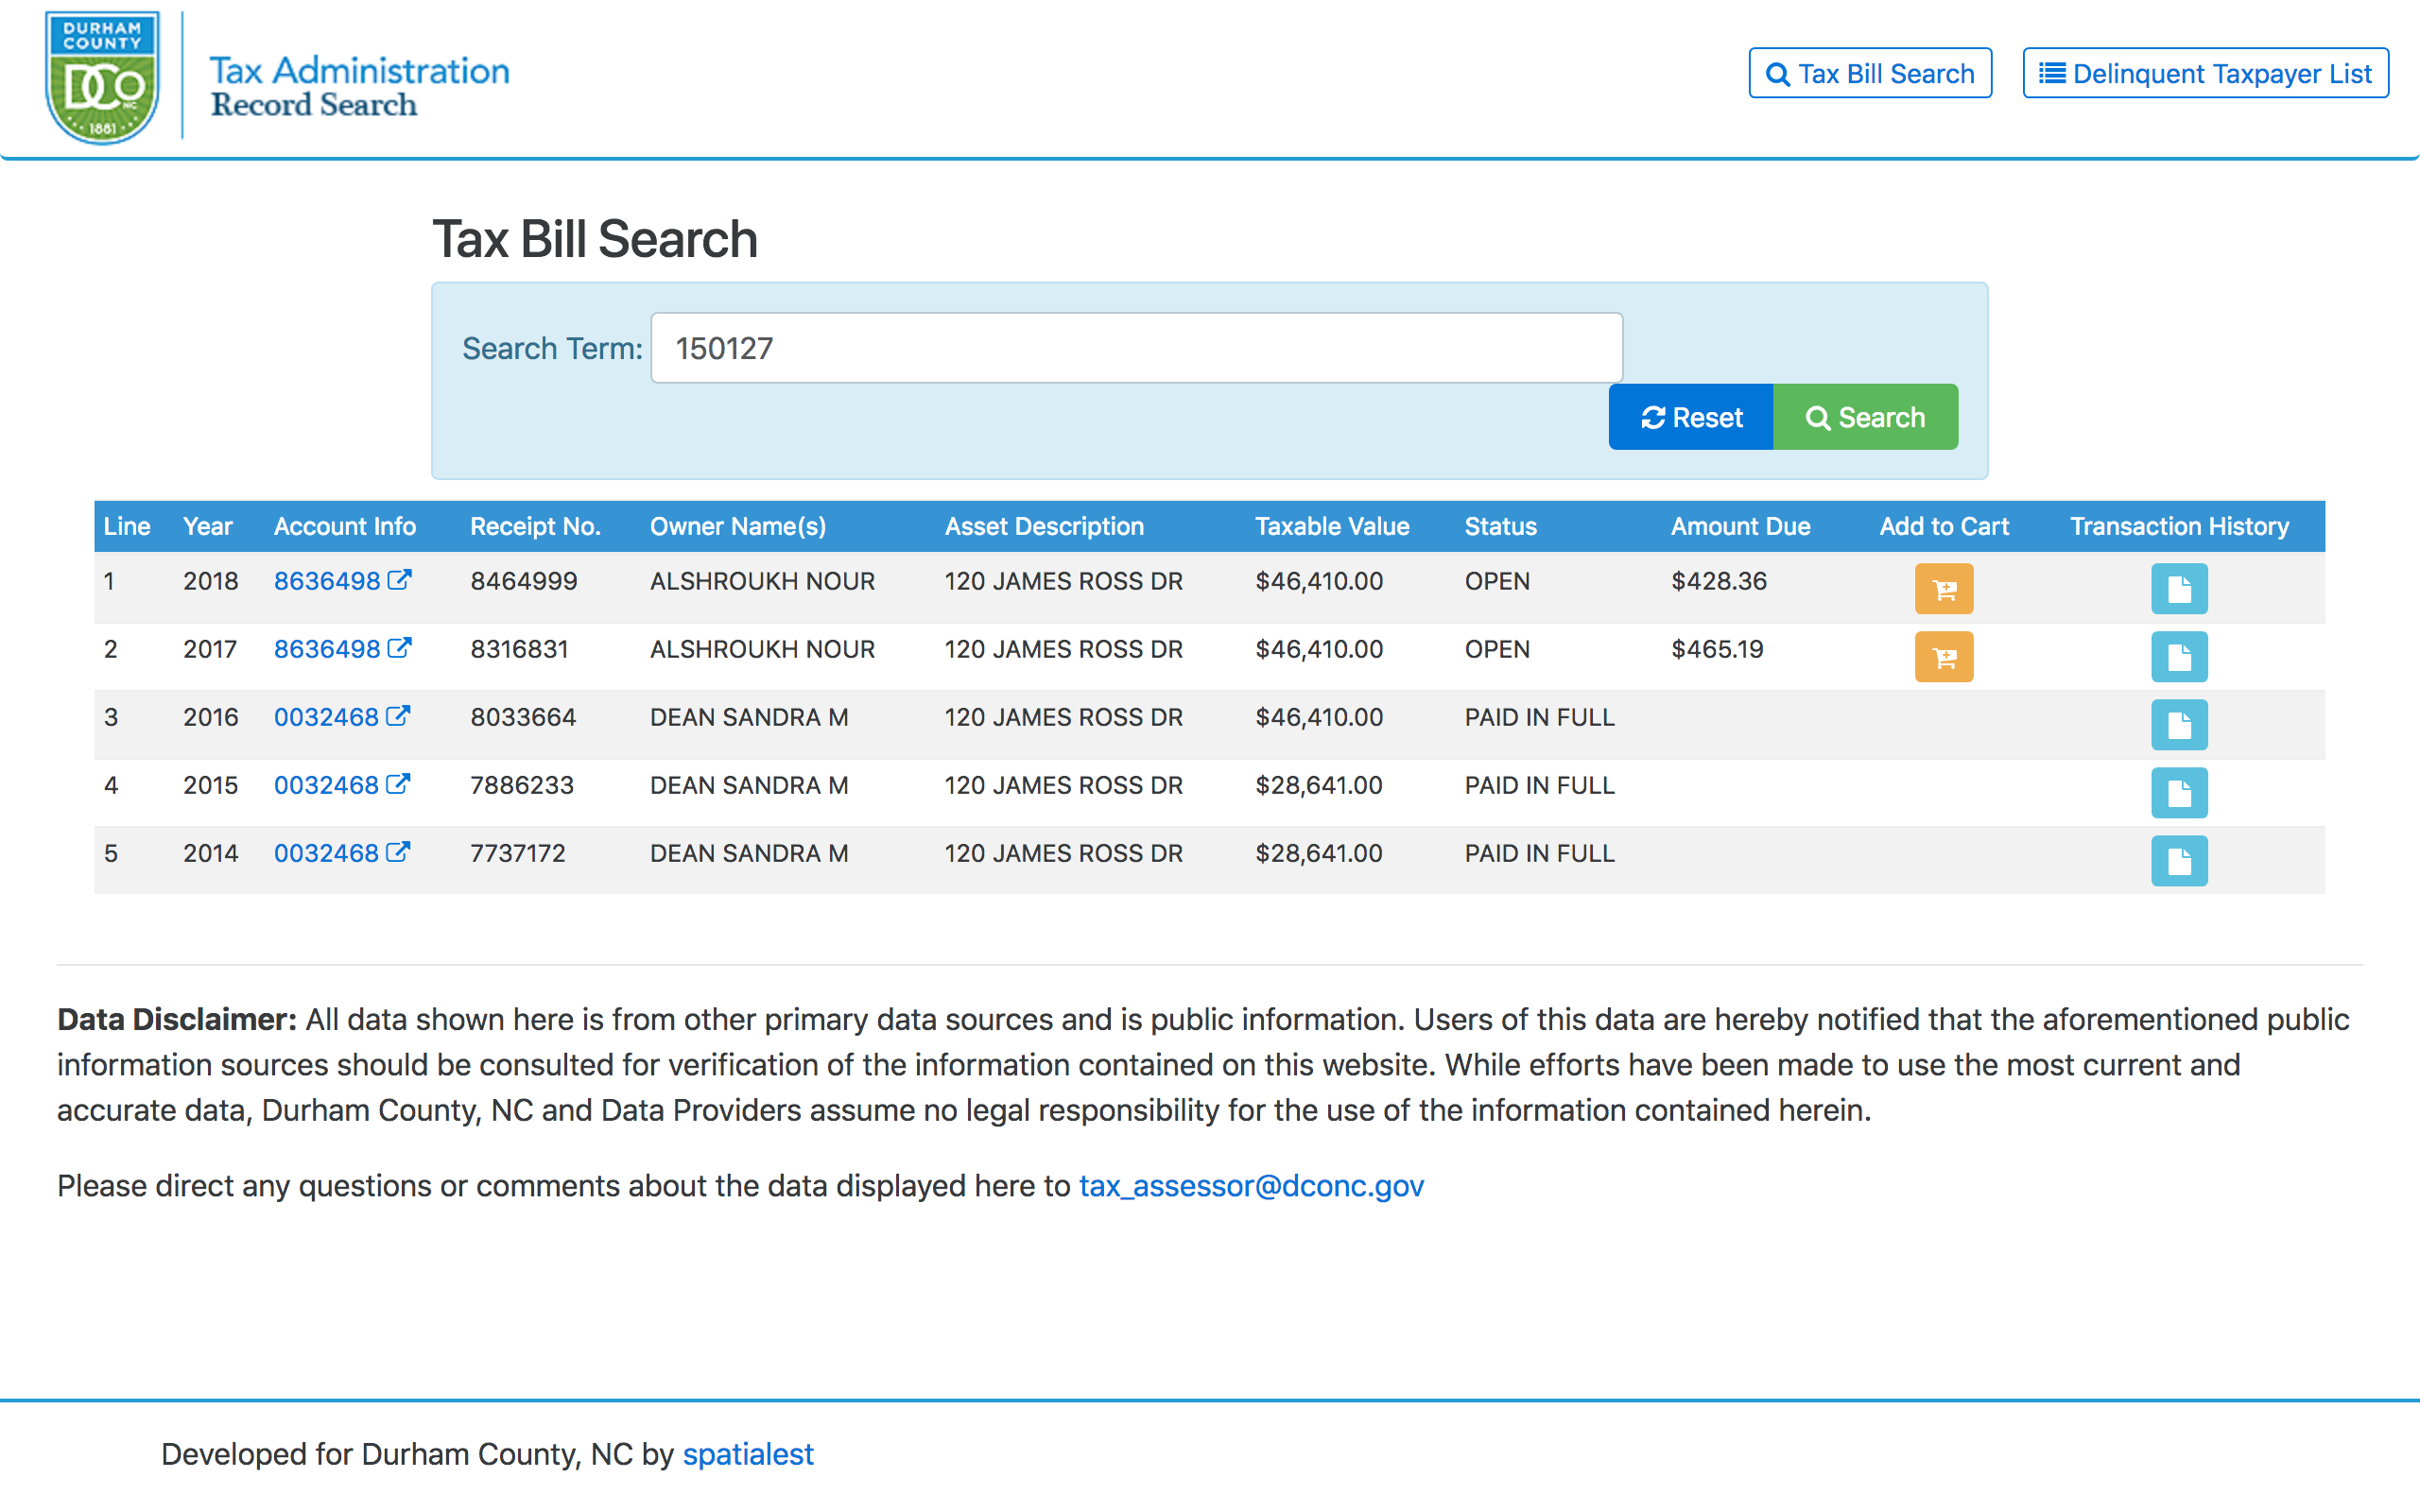 DURHAM
COUNTY
DCO
NC
1881
Tax Administration
Record Search
Tax Bill Search
Delinquent Taxpayer List
Tax Bill Search
Search Term: 150127
Reset Search
Line Year Account Info Receipt No. Owner Name(s) Asset Description Taxable Value Status Amount Due Add to Cart Transaction History
1 2018 8636498 8464999 ALSHROUKH NOUR 120 JAMES ROSS DR $46,410.00 OPEN $428.36
2 2017 8636498 8316831 ALSHROUKH NOUR 120 JAMES ROSS DR $46,410.00 OPEN $465.19
3 2016 0032468 8033664 DEAN SANDRA M 120 JAMES ROSS DR $46,410.00 PAID IN FULL
4 2015 0032468 7886233 DEAN SANDRA M 120 JAMES ROSS DR $28,641.00 PAID IN FULL
5 2014 0032468 7737172 DEAN SANDRA M 120 JAMES ROSS DR $28,641.00 PAID IN FULL
Data Disclaimer: All data shown here is from other primary data sources and is public information. Users of this data are hereby notified that the aforementioned public
information sources should be consulted for verification of the information contained on this website. While efforts have been made to use the most current and
accurate data, Durham County, NC and Data Providers assume no legal responsibility for the use of the information contained herein.
Please direct any questions or comments about the data displayed here to tax_assessor@dconc.gov
Developed for Durham County, NC by spatialest